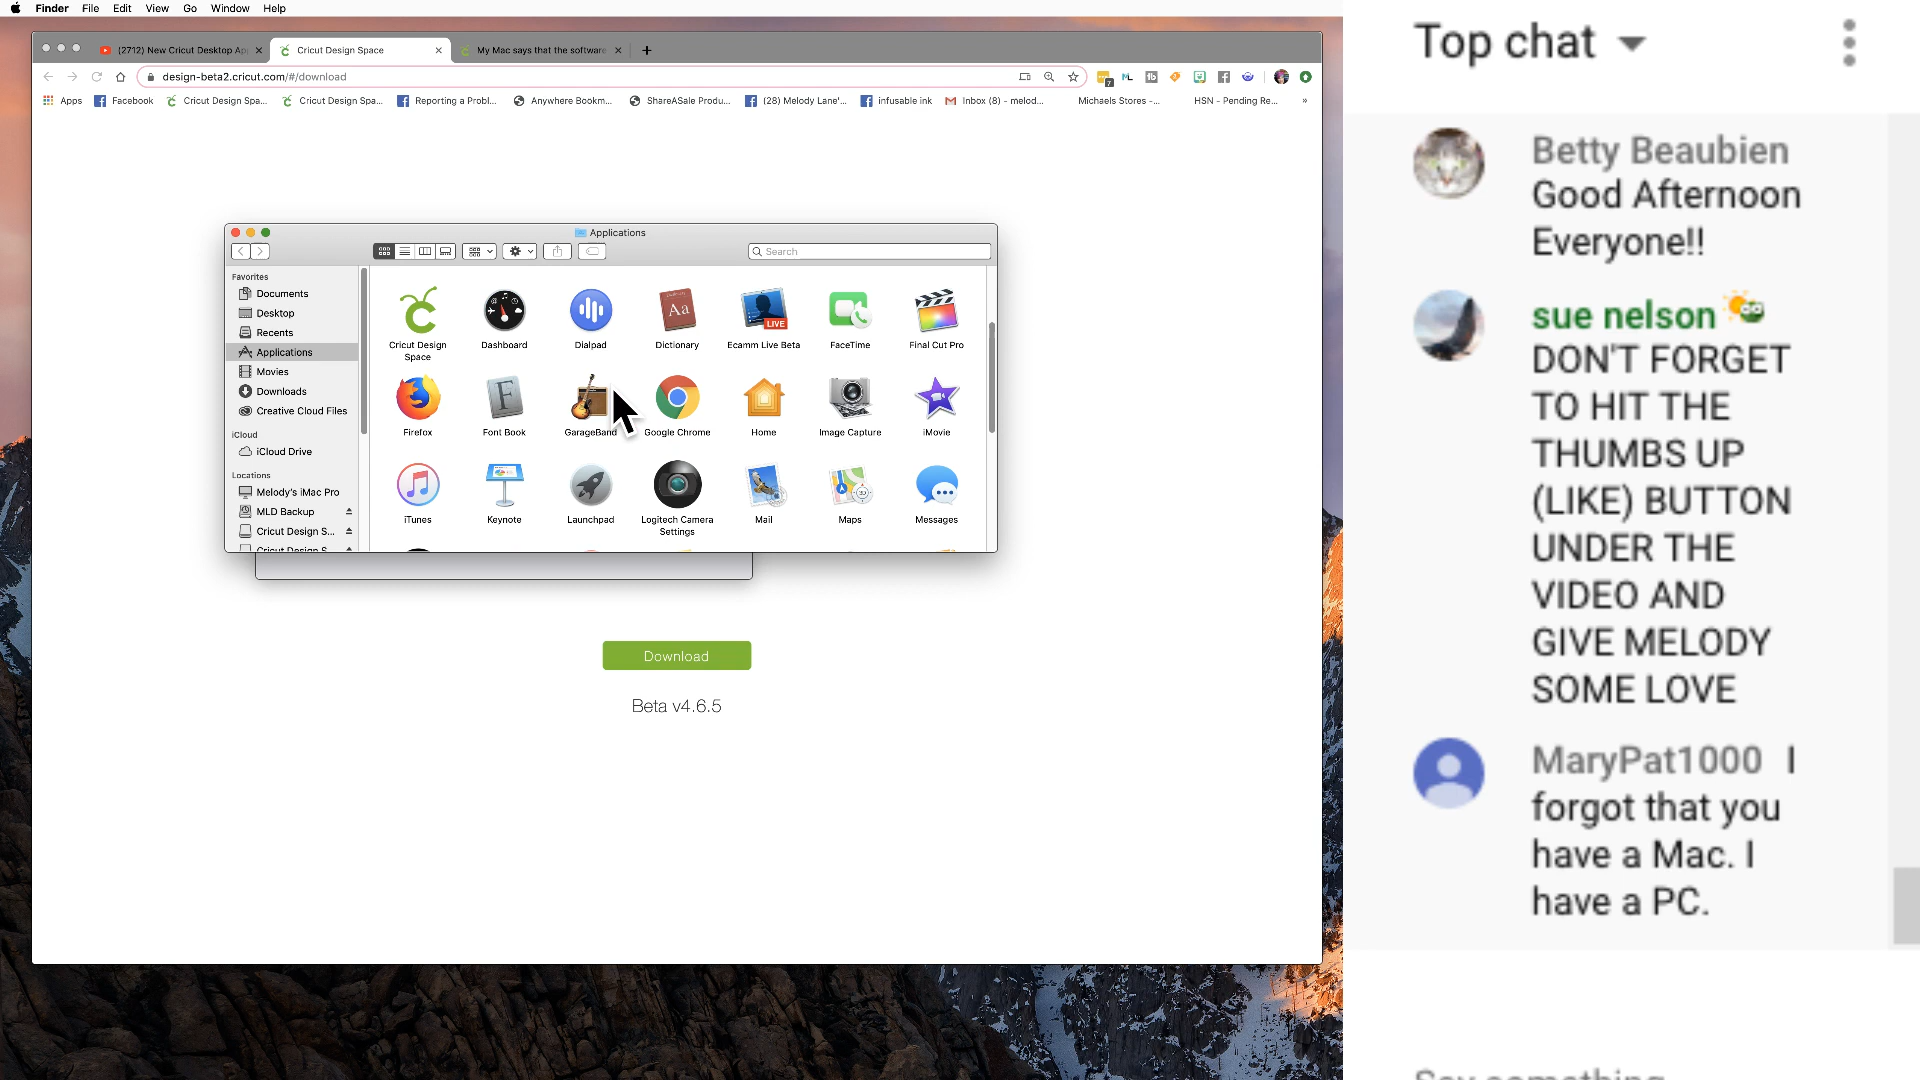 Finder File Edit View Go Window Help
(2712) New Cricut Desktop Ap
Cricut Design Space
My Mac says that the software
design-beta2.cricut.com/#/download
Apps Facebook Cricut Design Spa... Cricut Design Spa... Reporting a Probl... Anywhere Bookm... ShareASale Produ... (28) Melody Lane'... infusable ink Inbox (8) - melod... Michaels Stores -... HSN - Pending Re... »
Applications
Search
Favorites
Documents
Desktop
Recents
Applications
Movies
Downloads
Creative Cloud Files
iCloud
iCloud Drive
Locations
Melody's iMac Pro
MLD Backup
Cricut Design S...
Cricut Design S...
Cricut Design Space
Dashboard
Dialpad
Dictionary
Ecamm Live Beta
FaceTime
Final Cut Pro
Firefox
Font Book
GarageBand
Google Chrome
Home
Image Capture
iMovie
iTunes
Keynote
Launchpad
Logitech Camera Settings
Mail
Maps
Messages
Download
Beta v4.6.5
Top chat
Betty Beaubien
Good Afternoon
Everyone!!
sue nelson
DON'T FORGET
TO HIT THE
THUMBS UP
(LIKE) BUTTON
UNDER THE
VIDEO AND
GIVE MELODY
SOME LOVE
MaryPat1000 I
forgot that you
have a Mac. I
have a PC.
Say something